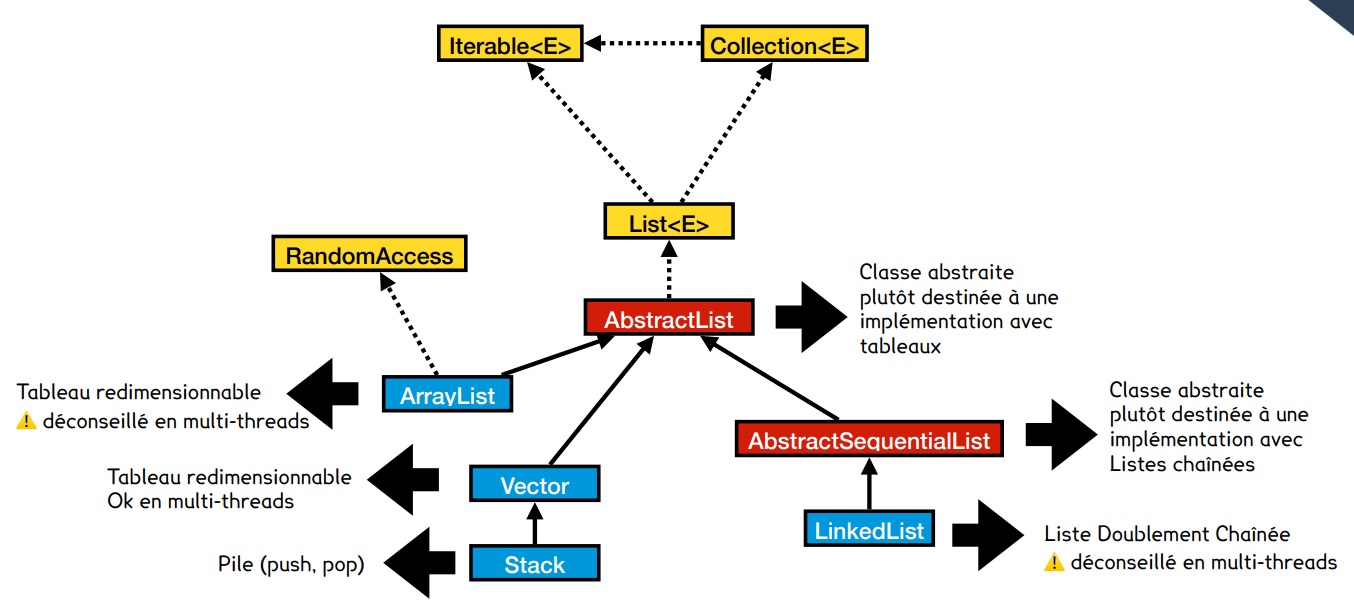 Iterable<E>
Collection<E>
List<E>
RandomAccess
AbstractList
Classe abstraite
plutôt destinée à une
implémentation avec
tableaux
ArrayList
Tableau redimensionnable
⚠️ déconseillé en multi-threads
AbstractSequentialList
Classe abstraite
plutôt destinée à une
implémentation avec
Listes chaînées
Vector
Tableau redimensionnable
Ok en multi-threads
LinkedList
Liste Doublement Chaînée
⚠️ déconseillé en multi-threads
Stack
Pile (push, pop)